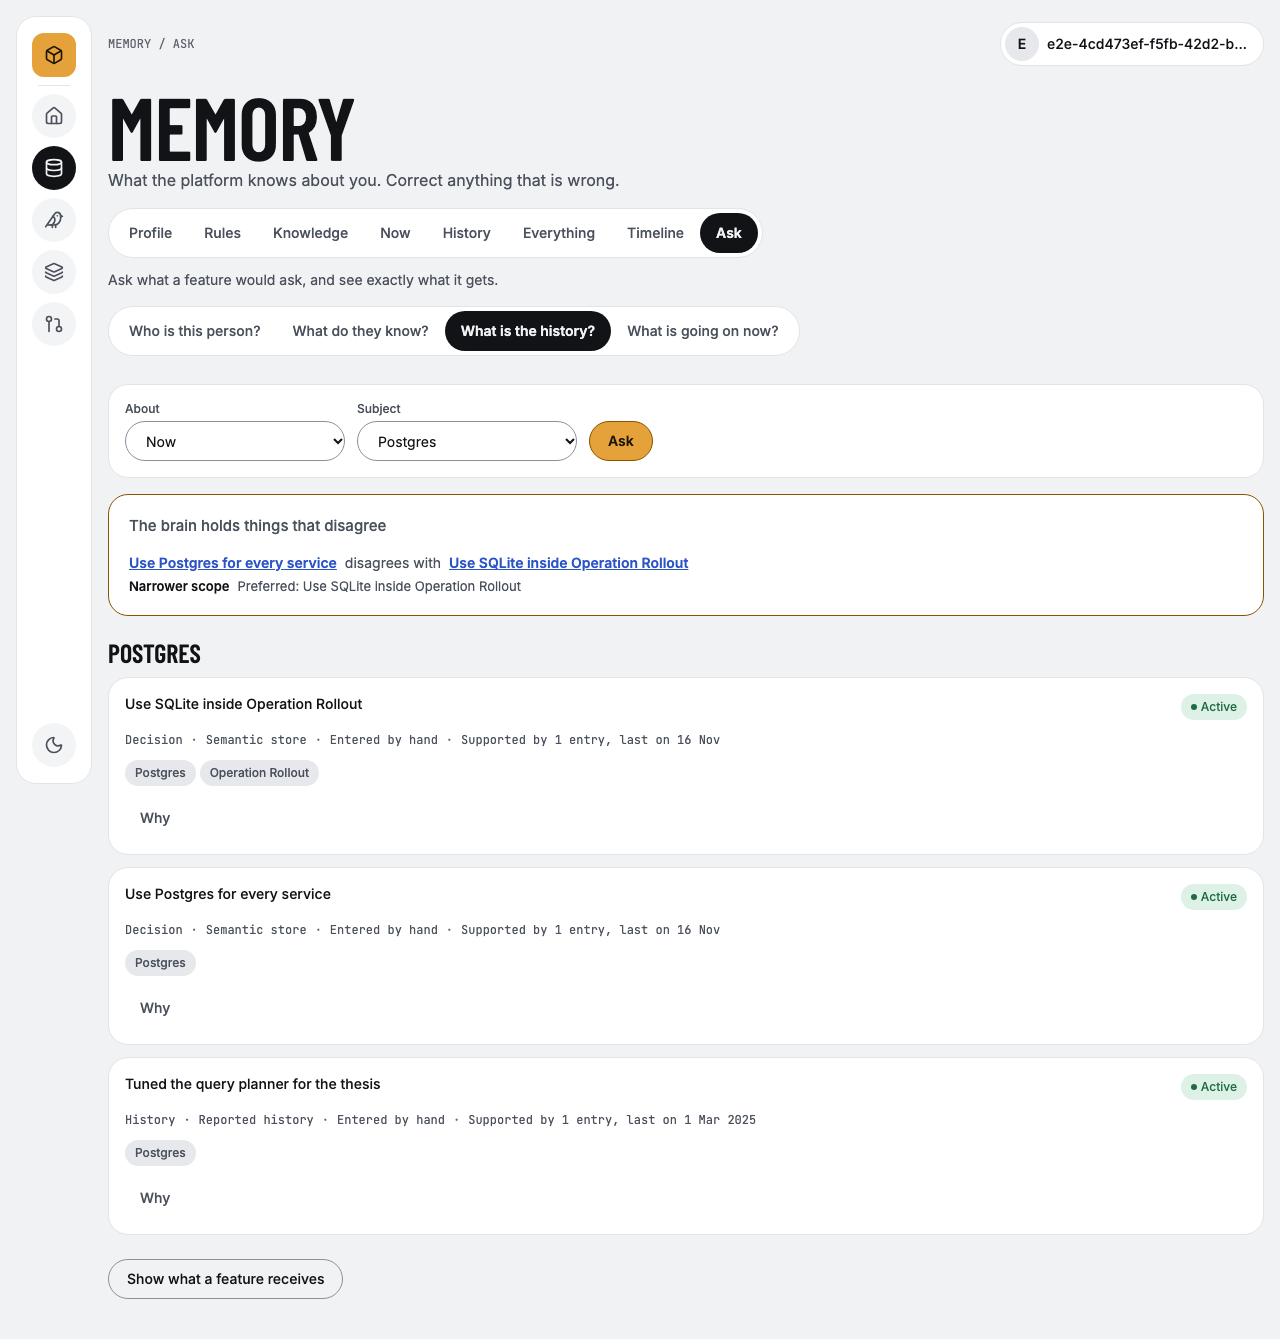 MEMORY / ASK
E e2e-4cd473ef-f5fb-42d2-b...
MEMORY
What the platform knows about you. Correct anything that is wrong.
Profile Rules Knowledge Now History Everything Timeline Ask
Ask what a feature would ask, and see exactly what it gets.
Who is this person? What do they know? What is the history? What is going on now?
About Subject
Now Postgres Ask
The brain holds things that disagree
Use Postgres for every service disagrees with Use SQLite inside Operation Rollout
Narrower scope Preferred: Use SQLite inside Operation Rollout
POSTGRES
Use SQLite inside Operation Rollout Active
Decision · Semantic store · Entered by hand · Supported by 1 entry, last on 16 Nov
Postgres Operation Rollout
Why
Use Postgres for every service Active
Decision · Semantic store · Entered by hand · Supported by 1 entry, last on 16 Nov
Postgres
Why
Tuned the query planner for the thesis Active
History · Reported history · Entered by hand · Supported by 1 entry, last on 1 Mar 2025
Postgres
Why
Show what a feature receives